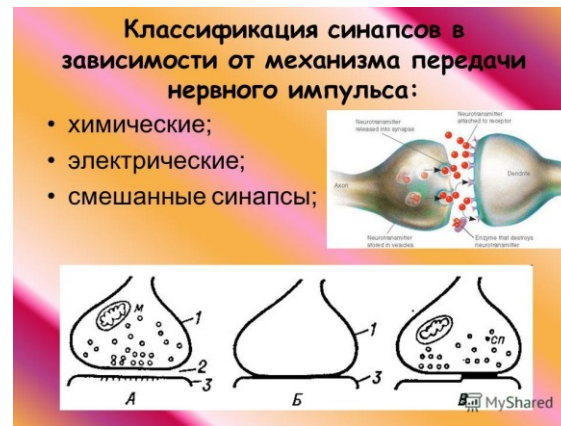 Классификация синапсов в
зависимости от механизма передачи
нервного импульса:
• химические;
• электрические;
• смешанные синапсы;
Neurotransmitter
released into synapse
Neurotransmitter
attached to receptor
Axon
Dendrite
Neurotransmitter
stored in vesicles
Enzyme that destroys
neurotransmitter
м
1
2
3
А
1
3
Б
сп
В
MyShared